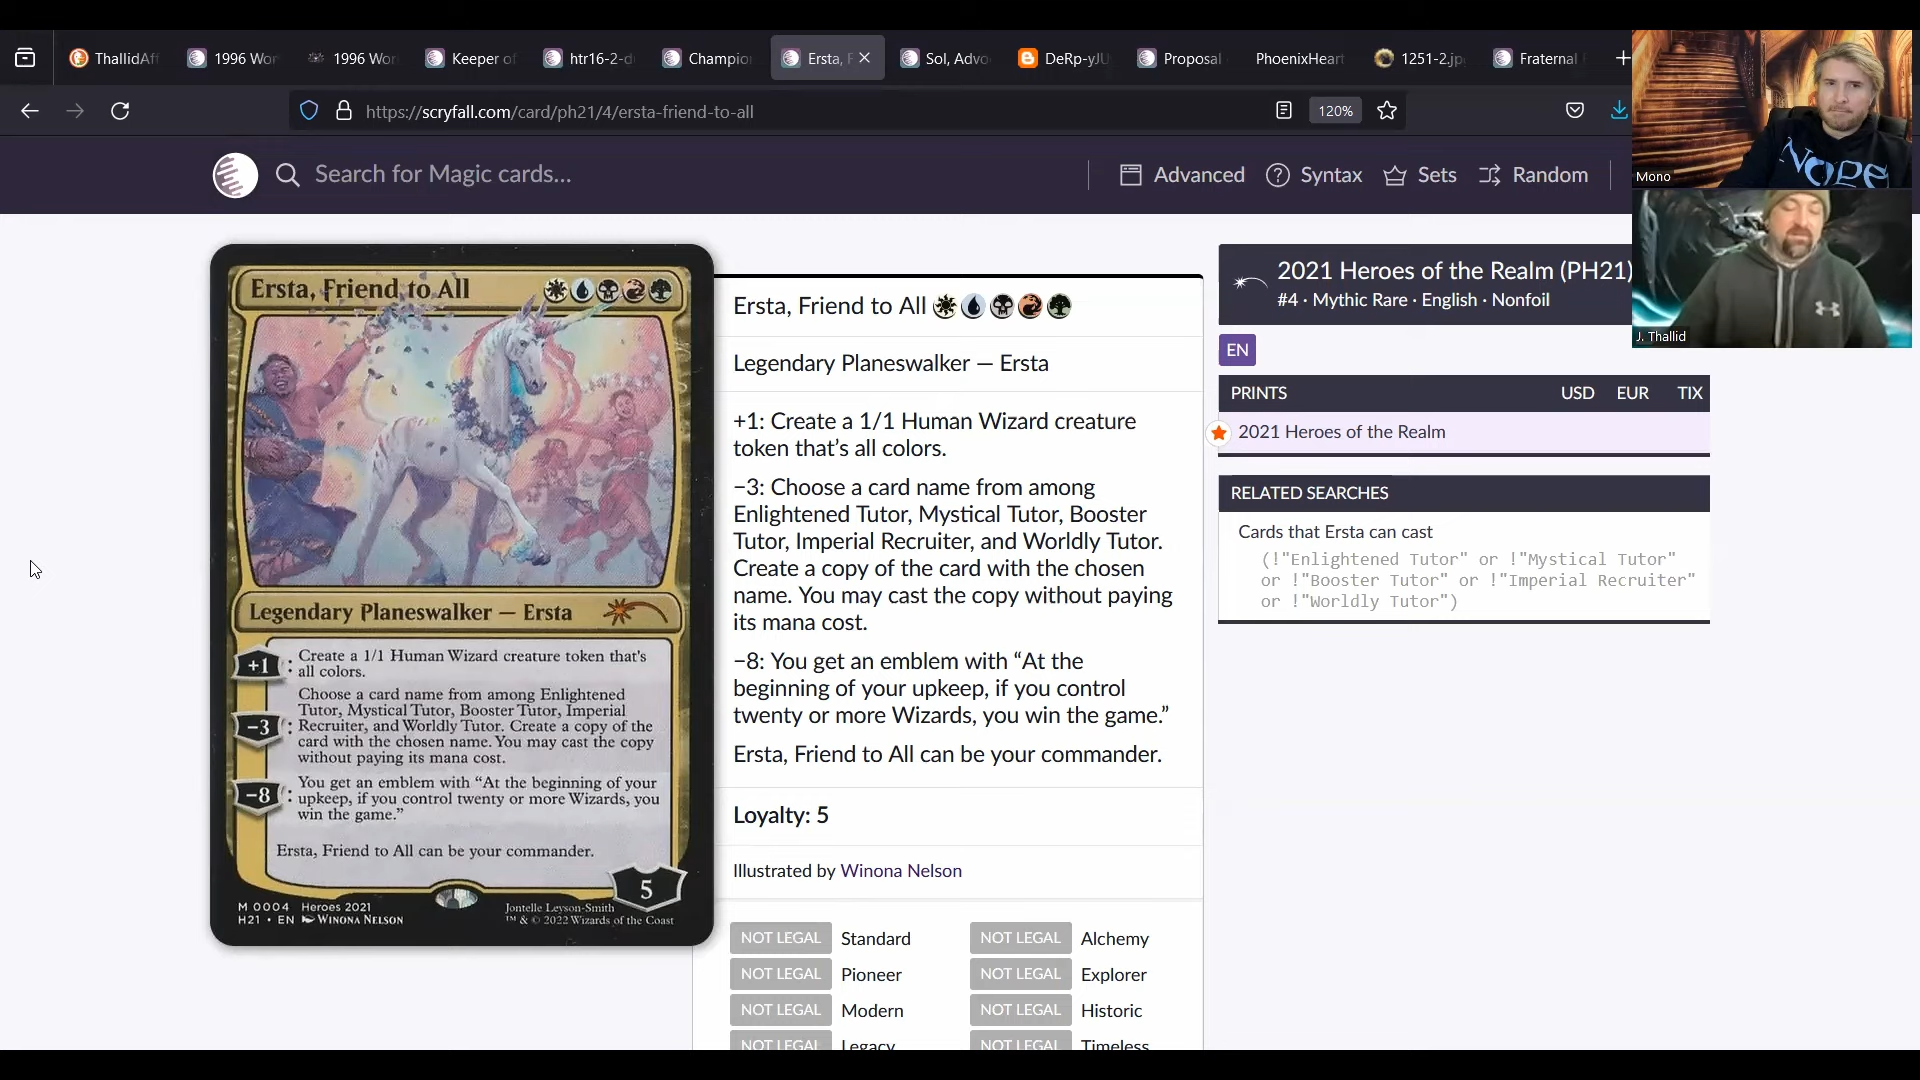 ThallidAff
1996 Wor
1996 Wor
Keeper of
htr16-2-d
Champio
Ersta, F
Sol, Advo
DeRp-yJU
Proposal
PhoenixHeart
1251-2.jp
Fraternal
https://scryfall.com/card/ph21/4/ersta-friend-to-all
120%
Search for Magic cards...
Advanced
Syntax
Sets
Random
NOPE
Mono
J. Thallid
Ersta, Friend to All
Legendary Planeswalker — Ersta
+1 : Create a 1/1 Human Wizard creature token that's
all colors.
Choose a card name from among Enlightened
Tutor, Mystical Tutor, Booster Tutor, Imperial
−3 : Recruiter, and Worldly Tutor. Create a copy of the
card with the chosen name. You may cast the copy
without paying its mana cost.
You get an emblem with “At the beginning of your
−8 : upkeep, if you control twenty or more Wizards, you
win the game.”
Ersta, Friend to All can be your commander.
5
M 0004 Heroes 2021
H21 • EN WINONA NELSON
Jontelle Leyson-Smith
™ & © 2022 Wizards of the Coast
Ersta, Friend to All
Legendary Planeswalker — Ersta
+1: Create a 1/1 Human Wizard creature
token that’s all colors.
−3: Choose a card name from among
Enlightened Tutor, Mystical Tutor, Booster
Tutor, Imperial Recruiter, and Worldly Tutor.
Create a copy of the card with the chosen
name. You may cast the copy without paying
its mana cost.
−8: You get an emblem with “At the
beginning of your upkeep, if you control
twenty or more Wizards, you win the game.”
Ersta, Friend to All can be your commander.
Loyalty: 5
Illustrated by Winona Nelson
NOT LEGAL Standard
NOT LEGAL Alchemy
NOT LEGAL Pioneer
NOT LEGAL Explorer
NOT LEGAL Modern
NOT LEGAL Historic
NOT LEGAL Legacy
NOT LEGAL Timeless
2021 Heroes of the Realm (PH21)
#4 · Mythic Rare · English · Nonfoil
EN
PRINTS USD EUR TIX
2021 Heroes of the Realm
RELATED SEARCHES
Cards that Ersta can cast
(!"Enlightened Tutor" or !"Mystical Tutor"
or !"Booster Tutor" or !"Imperial Recruiter"
or !"Worldly Tutor")